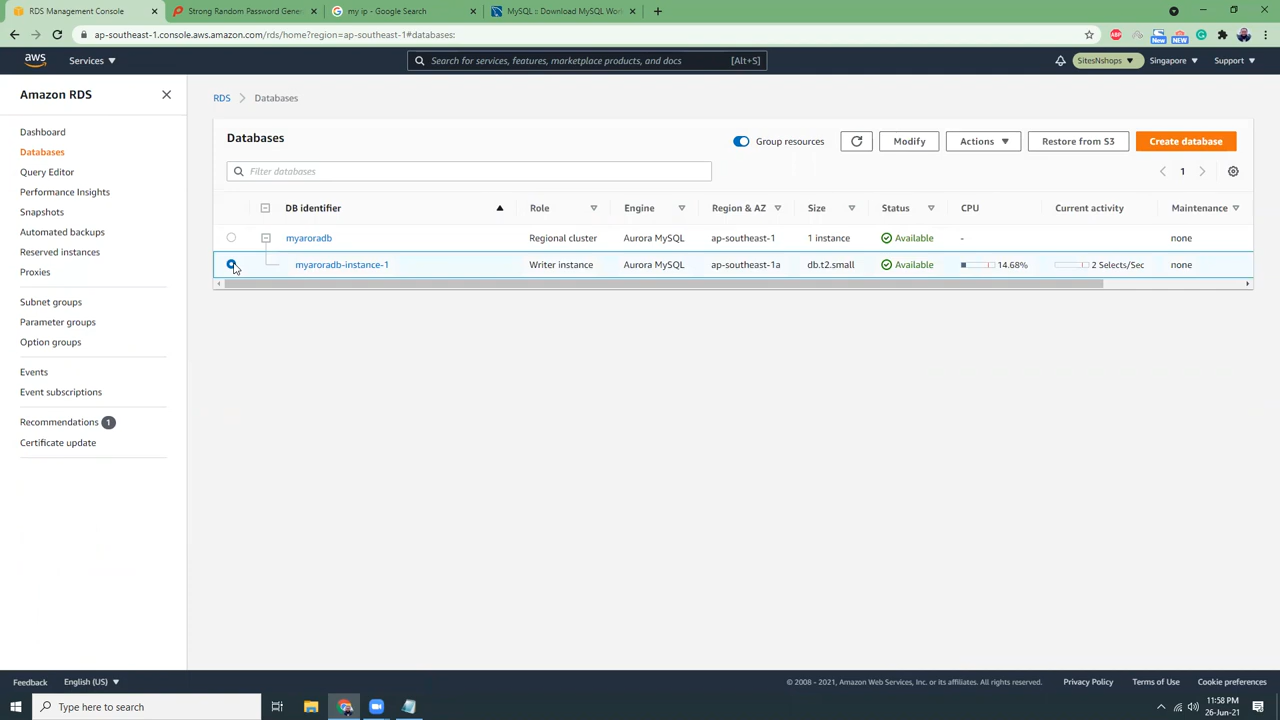 RDS Management Console
Strong Random Password Gene
my ip - Google Search
MySQL :: Download MySQL Work
ap-southeast-1.console.aws.amazon.com/rds/home?region=ap-southeast-1#databases:
aws
Services
Search for services, features, marketplace products, and docs
[Alt+S]
SitesNshops
Singapore
Support
Amazon RDS
Dashboard
Databases
Query Editor
Performance Insights
Snapshots
Automated backups
Reserved instances
Proxies
Subnet groups
Parameter groups
Option groups
Events
Event subscriptions
Recommendations 1
Certificate update
RDS > Databases
Databases
Group resources
Modify
Actions
Restore from S3
Create database
Filter databases
1
DB identifier Role Engine Region & AZ Size Status CPU Current activity Maintenance
myaroradb Regional cluster Aurora MySQL ap-southeast-1 1 instance Available - none
myaroradb-instance-1 Writer instance Aurora MySQL ap-southeast-1a db.t2.small Available 14.68% 2 Selects/Sec none
Feedback English (US)
© 2008 - 2021, Amazon Web Services, Inc. or its affiliates. All rights reserved. Privacy Policy Terms of Use Cookie preferences
Type here to search
11:58 PM
26-Jun-21